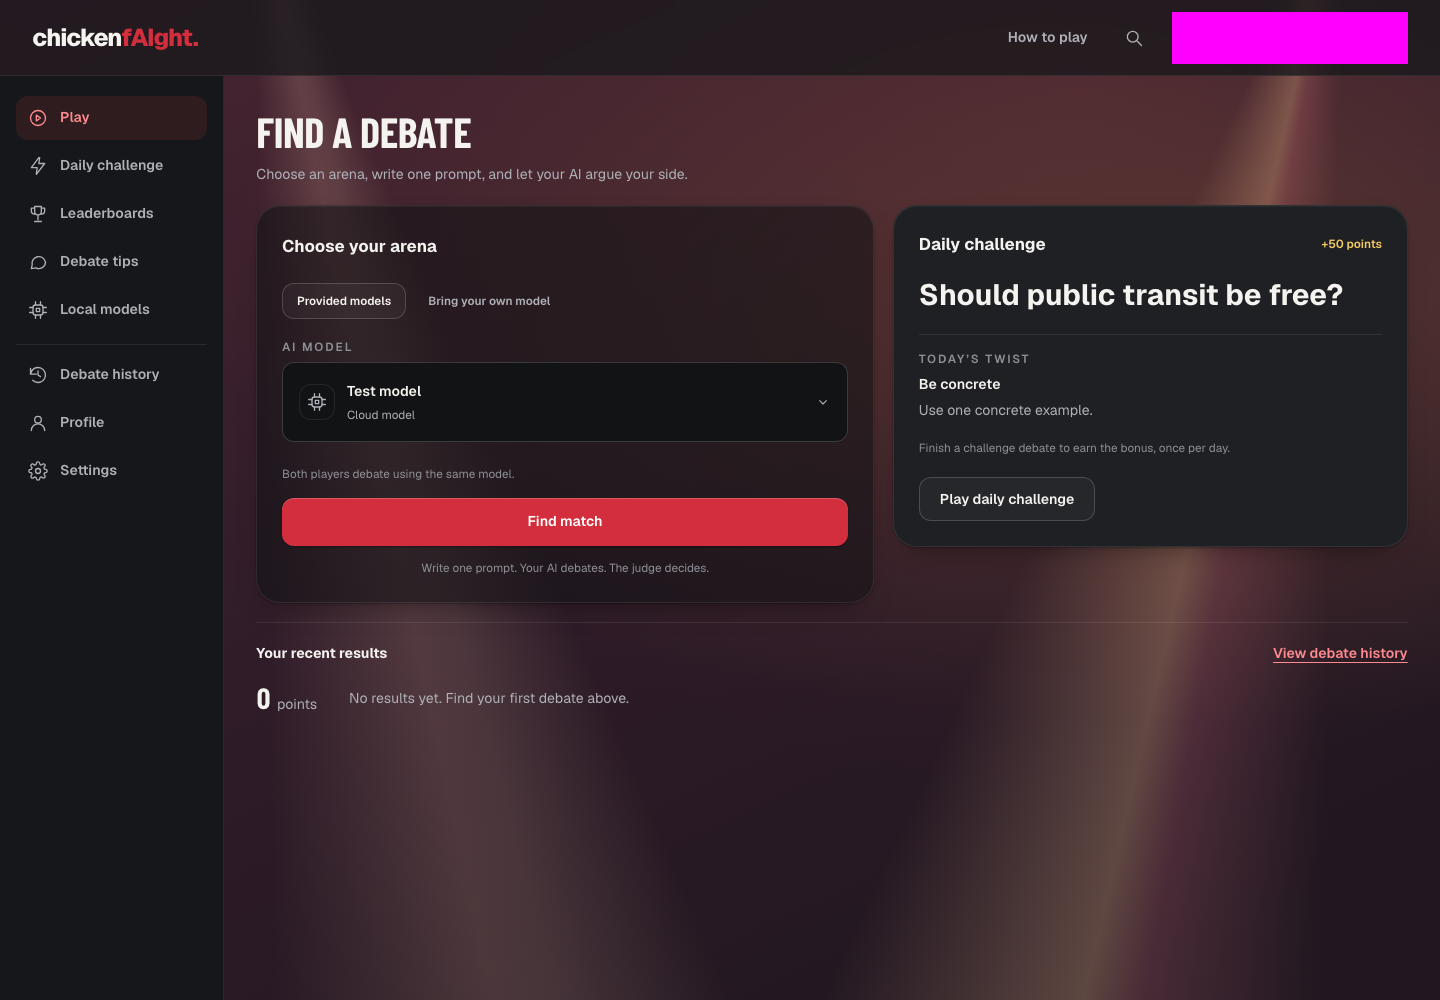 chickenfAIght.
How to play
Play
Daily challenge
Leaderboards
Debate tips
Local models
Debate history
Profile
Settings
FIND A DEBATE
Choose an arena, write one prompt, and let your AI argue your side.
Choose your arena
Provided models
Bring your own model
AI MODEL
Test model
Cloud model
Both players debate using the same model.
Find match
Write one prompt. Your AI debates. The judge decides.
Daily challenge
+50 points
Should public transit be free?
TODAY'S TWIST
Be concrete
Use one concrete example.
Finish a challenge debate to earn the bonus, once per day.
Play daily challenge
Your recent results
View debate history
0 points
No results yet. Find your first debate above.